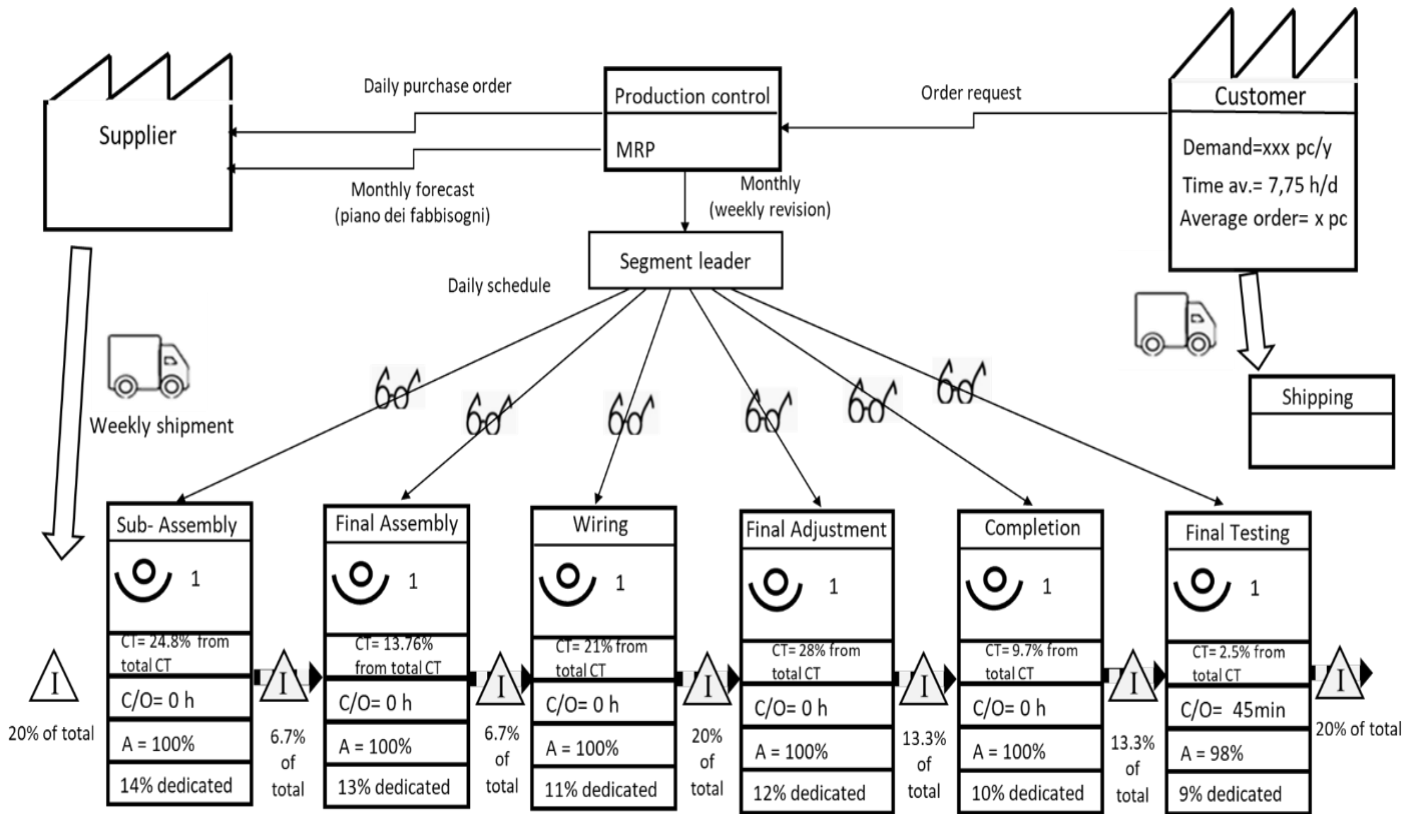 Supplier
Daily purchase order
Monthly forecast
(piano dei fabbisogni)
Production control
MRP
Order request
Customer
Demand=xxx pc/y
Time av.= 7,75 h/d
Average order= x pc
Monthly
(weekly revision)
Segment leader
Daily schedule
Weekly shipment
Shipping
Sub- Assembly
1
CT= 24.8% from
total CT
C/O= 0 h
A = 100%
14% dedicated
Final Assembly
1
CT= 13.76%
from total CT
C/O= 0 h
A = 100%
13% dedicated
Wiring
1
CT= 21% from
total CT
C/O= 0 h
A = 100%
11% dedicated
Final Adjustment
1
CT= 28% from
total CT
C/O= 0 h
A = 100%
12% dedicated
Completion
1
CT= 9.7% from
total CT
C/O= 0 h
A = 100%
10% dedicated
Final Testing
1
CT= 2.5% from
total CT
C/O= 45min
A = 98%
9% dedicated
I
20% of total
I
6.7%
of
total
I
6.7%
of
total
I
20%
of
total
I
13.3%
of
total
I
13.3%
of
total
I
20% of total